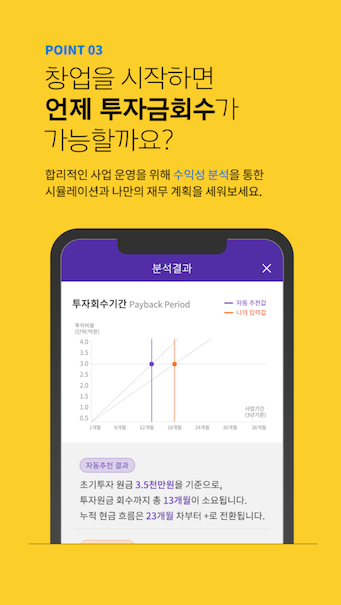 POINT 03
창업을 시작하면
언제 투자금회수가
가능할까요?
합리적인 사업 운영을 위해 수익성 분석을 통한
시뮬레이션과 나만의 재무 계획을 세워보세요.
분석결과
투자회수기간 Payback Period
자동 추천값
나의 입력값
투자비율
(단위/억원)
4.0
3.5
3.0
2.5
2.0
1.5
1.0
0.5
사업기간
(3년기준)
1개월 6개월 12개월 18개월 24개월 30개월 36개월
자동추천 결과
초기투자 원금 3.5천만원을 기준으로,
투자원금 회수까지 총 13개월이 소요됩니다.
누적 현금 흐름은 23개월 차부터 +로 전환됩니다.